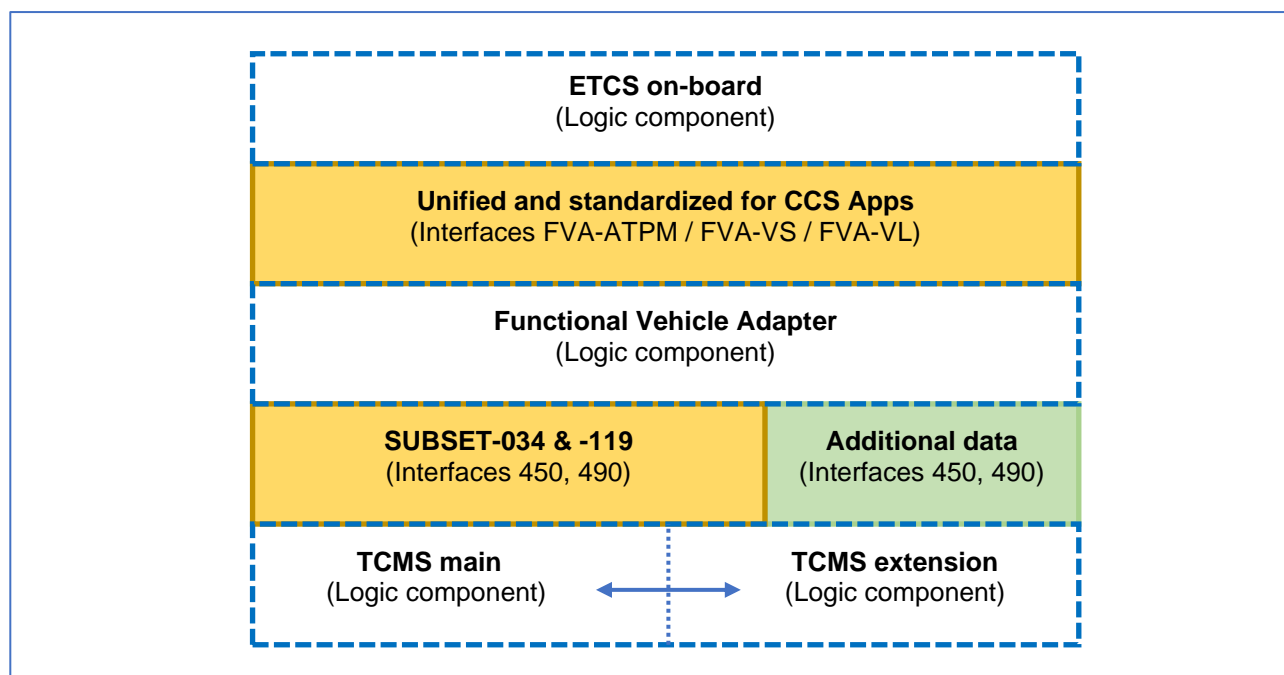 ETCS on-board
(Logic component)
Unified and standardized for CCS Apps
(Interfaces FVA-ATPM / FVA-VS / FVA-VL)
Functional Vehicle Adapter
(Logic component)
SUBSET-034 & -119
(Interfaces 450, 490)
Additional data
(Interfaces 450, 490)
TCMS main
(Logic component)
TCMS extension
(Logic component)